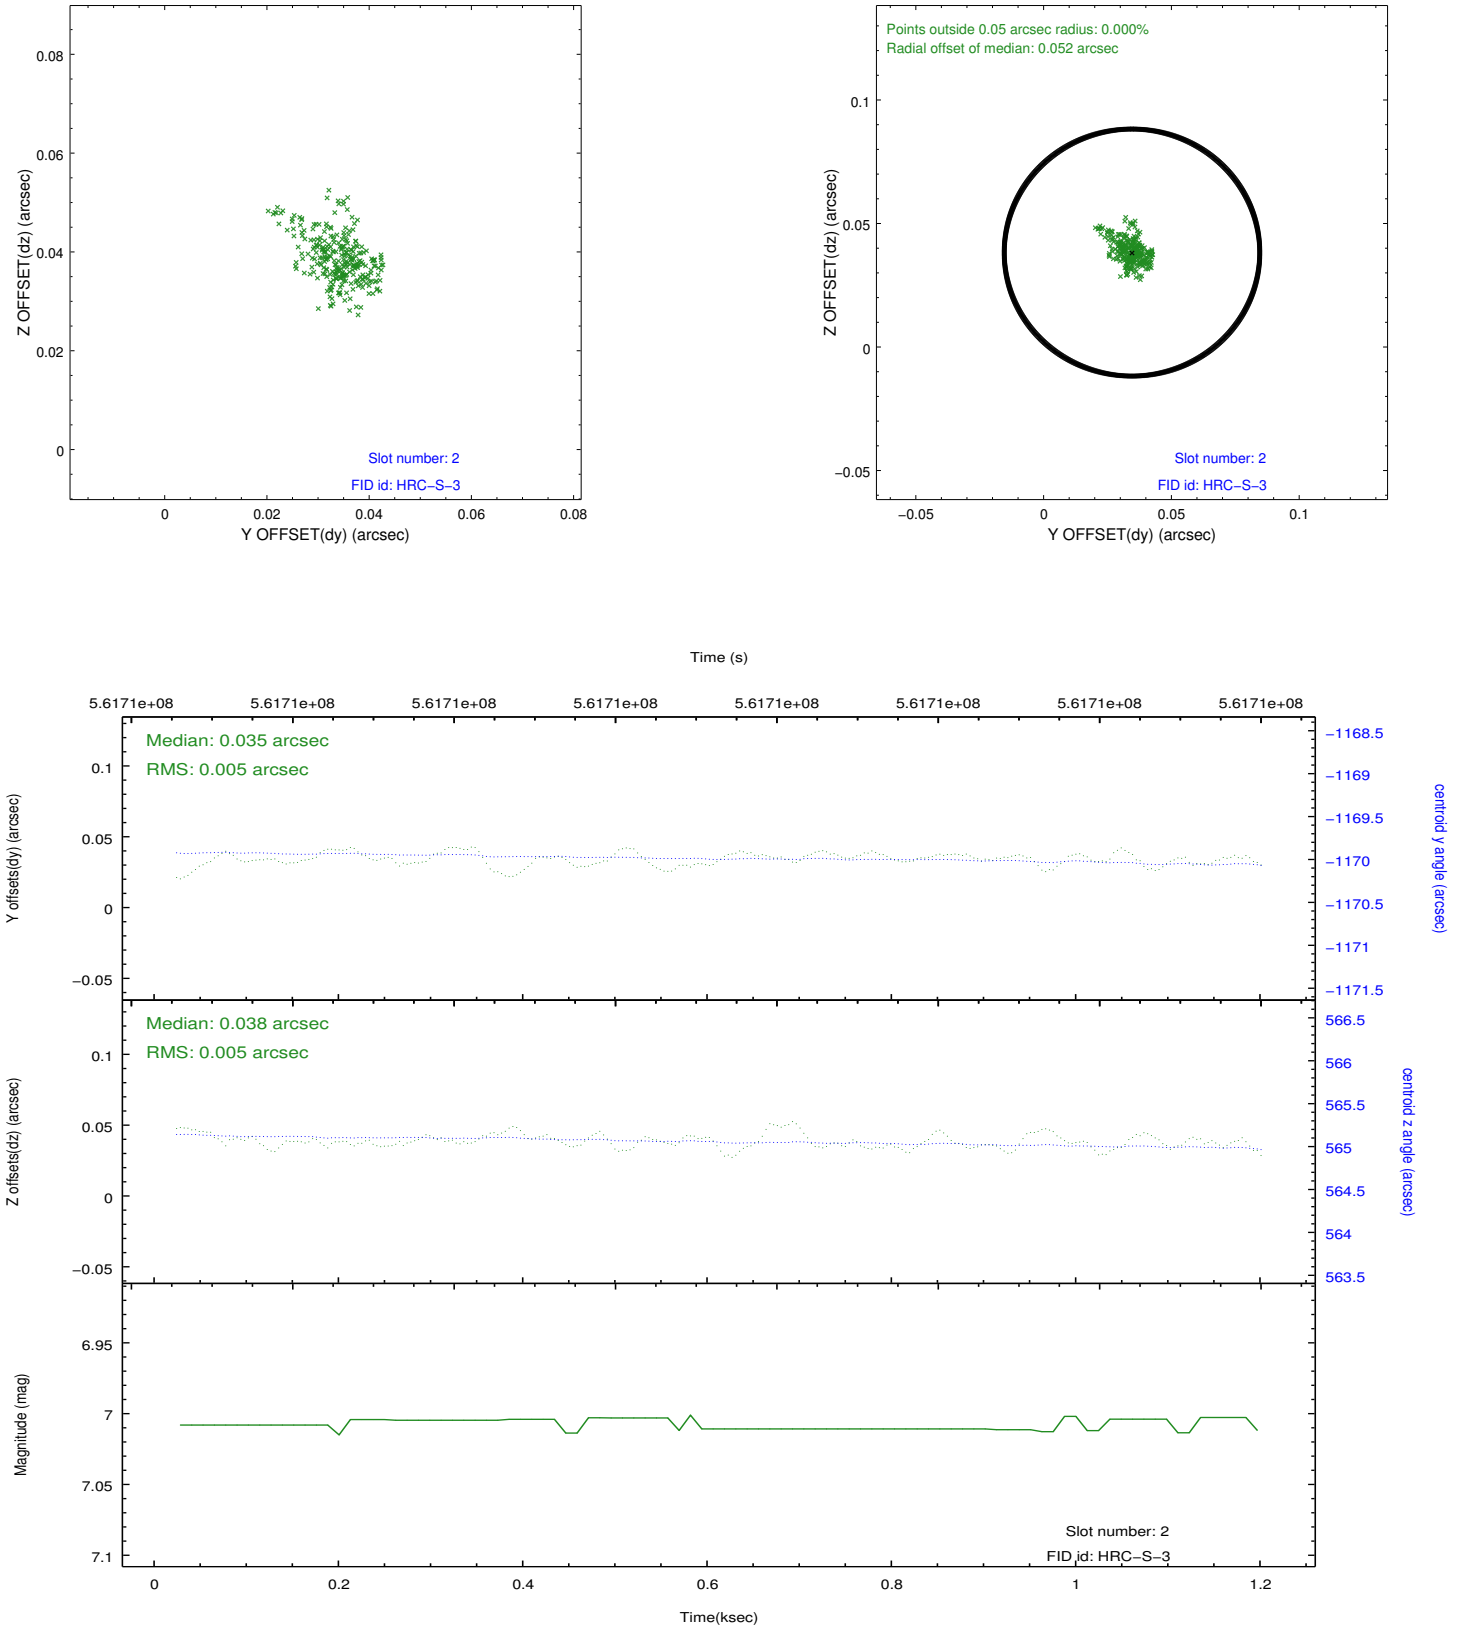 0.08
0.06
0.04
0.02
0
Z OFFSET(dz) (arcsec)
Slot number: 2
FID id: HRC−S−3
0
0.02
0.04
0.06
0.08
Y OFFSET(dy) (arcsec)
Points outside 0.05 arcsec radius: 0.000%
Radial offset of median: 0.052 arcsec
0.1
0.05
0
−0.05
Z OFFSET(dz) (arcsec)
Slot number: 2
FID id: HRC−S−3
−0.05
0
0.05
0.1
Y OFFSET(dy) (arcsec)
Time (s)
5.6171e+08
5.6171e+08
5.6171e+08
5.6171e+08
5.6171e+08
5.6171e+08
5.6171e+08
5.6171e+08
Median: 0.035 arcsec
RMS: 0.005 arcsec
0.1
0.05
0
−0.05
Y offsets(dy) (arcsec)
−1168.5
−1169
−1169.5
−1170
−1170.5
−1171
−1171.5
centroid y angle (arcsec)
Median: 0.038 arcsec
RMS: 0.005 arcsec
0.1
0.05
0
−0.05
Z offsets(dz) (arcsec)
566.5
566
565.5
565
564.5
564
563.5
centroid z angle (arcsec)
6.95
7
7.05
7.1
Magnitude (mag)
Slot number: 2
FID id: HRC−S−3
0
0.2
0.4
0.6
0.8
1
1.2
Time(ksec)